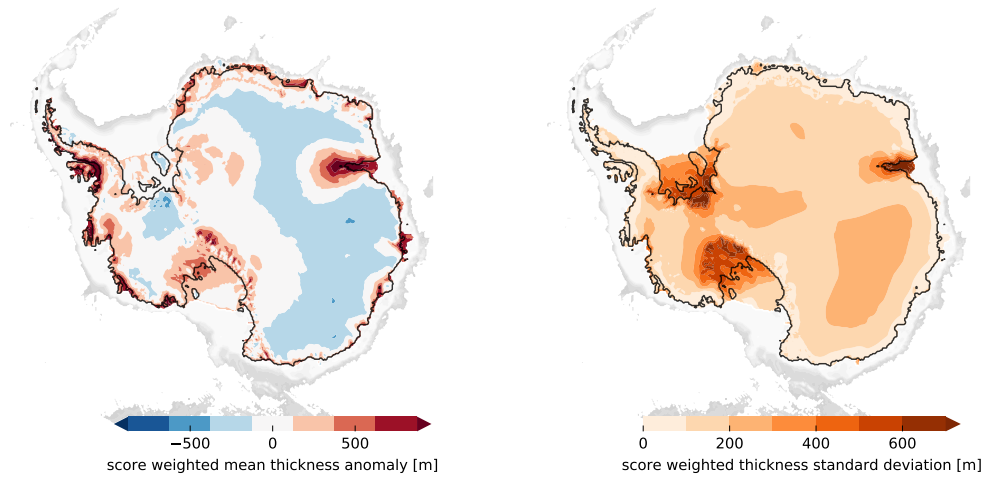 −500 0 500
score weighted mean thickness anomaly [m]
0 200 400 600
score weighted thickness standard deviation [m]